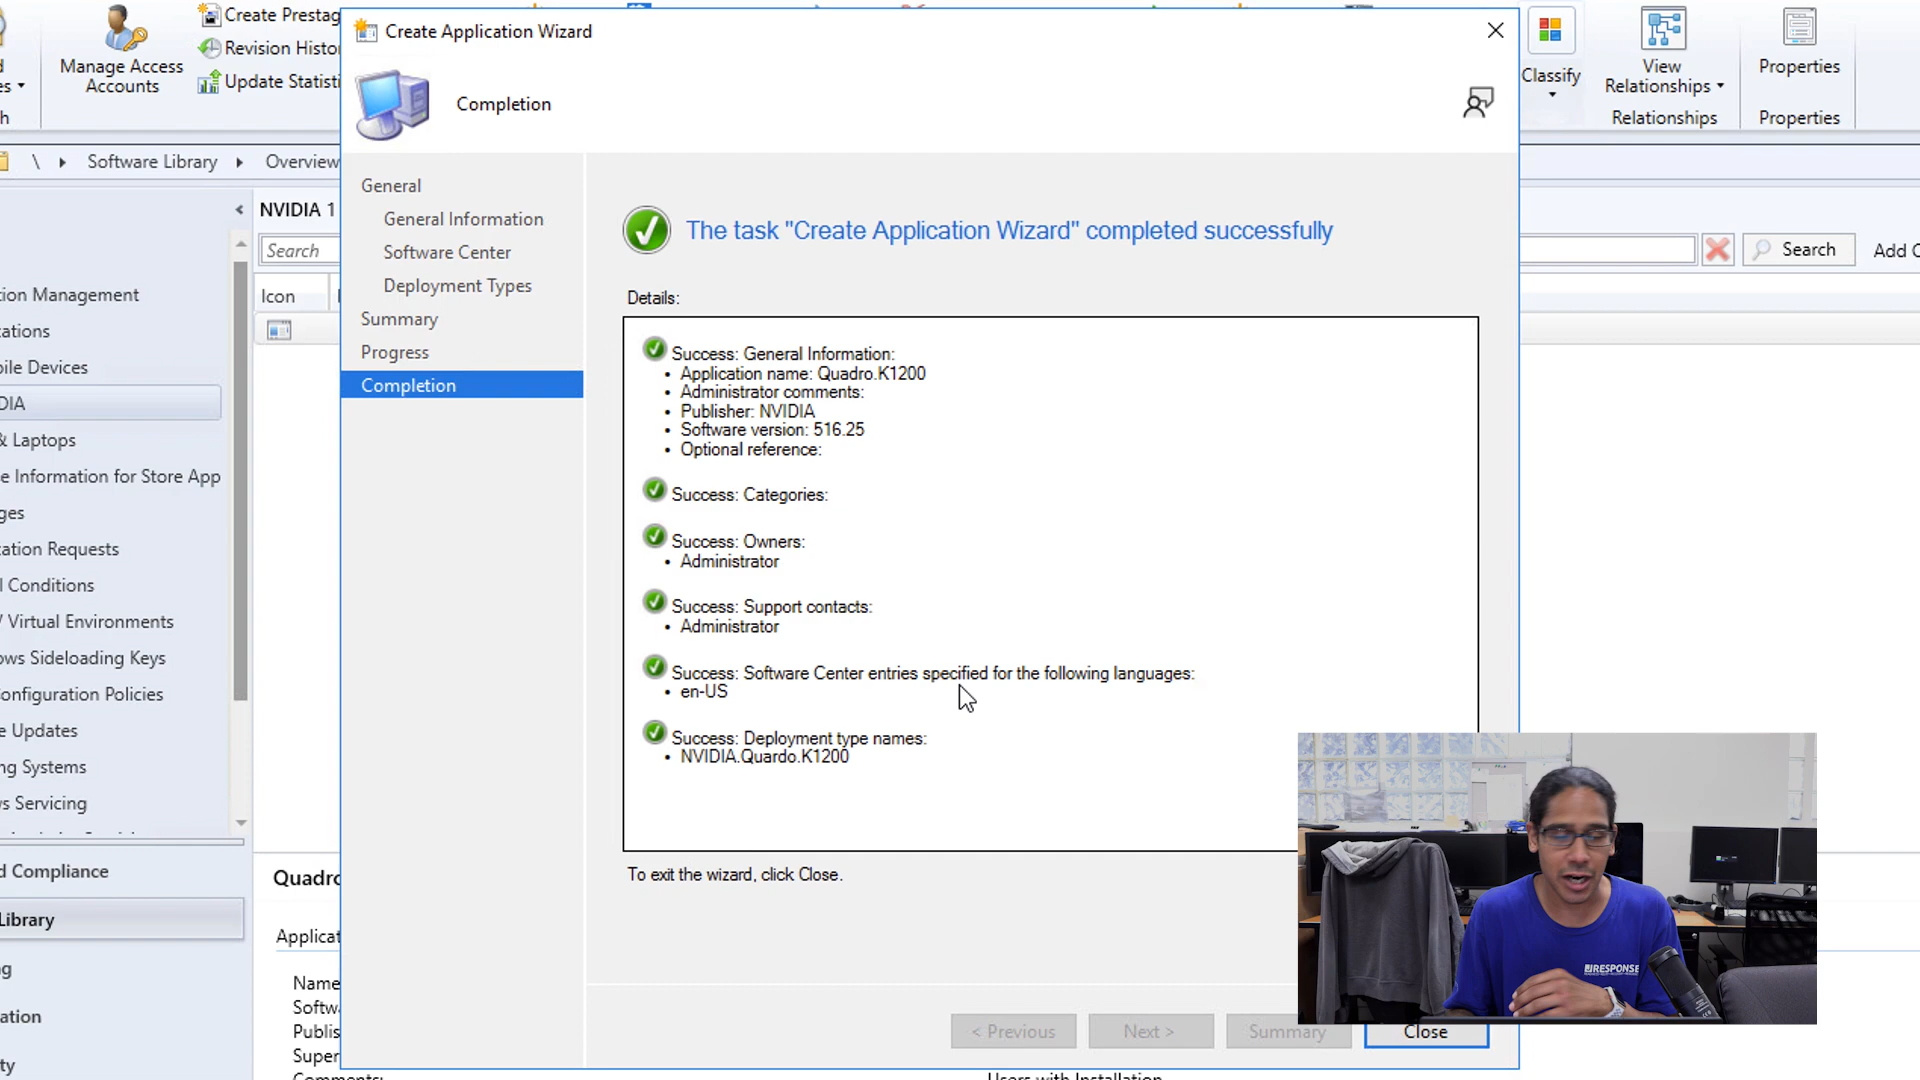 Create Application Wizard
Create Prestag
Manage Access
Accounts
Revision Histo
Update Statisti
Completion
Classify
View
Relationships
Relationships
Properties
Properties
\ Software Library Overview
NVIDIA 1
Search
Search
Add C
Icon
General
General Information
Software Center
Deployment Types
Summary
Progress
Completion
The task "Create Application Wizard" completed successfully
Details:
Success: General Information:
• Application name: Quadro.K1200
• Administrator comments:
• Publisher: NVIDIA
• Software version: 516.25
• Optional reference:
Success: Categories:
Success: Owners:
• Administrator
Success: Support contacts:
• Administrator
Success: Software Center entries specified for the following languages:
• en-US
Success: Deployment type names:
• NVIDIA.Quardo.K1200
To exit the wizard, click Close.
< Previous
Next >
Summary
Close
ion Management
ations
ile Devices
DIA
& Laptops
e Information for Store App
ges
ation Requests
l Conditions
/ Virtual Environments
ows Sideloading Keys
onfiguration Policies
e Updates
ng Systems
s Servicing
d Compliance
Library
g
ation
ty
Quadro
Applicat
Name
Softw
Publis
Super
Users with Installation
RESPONSE